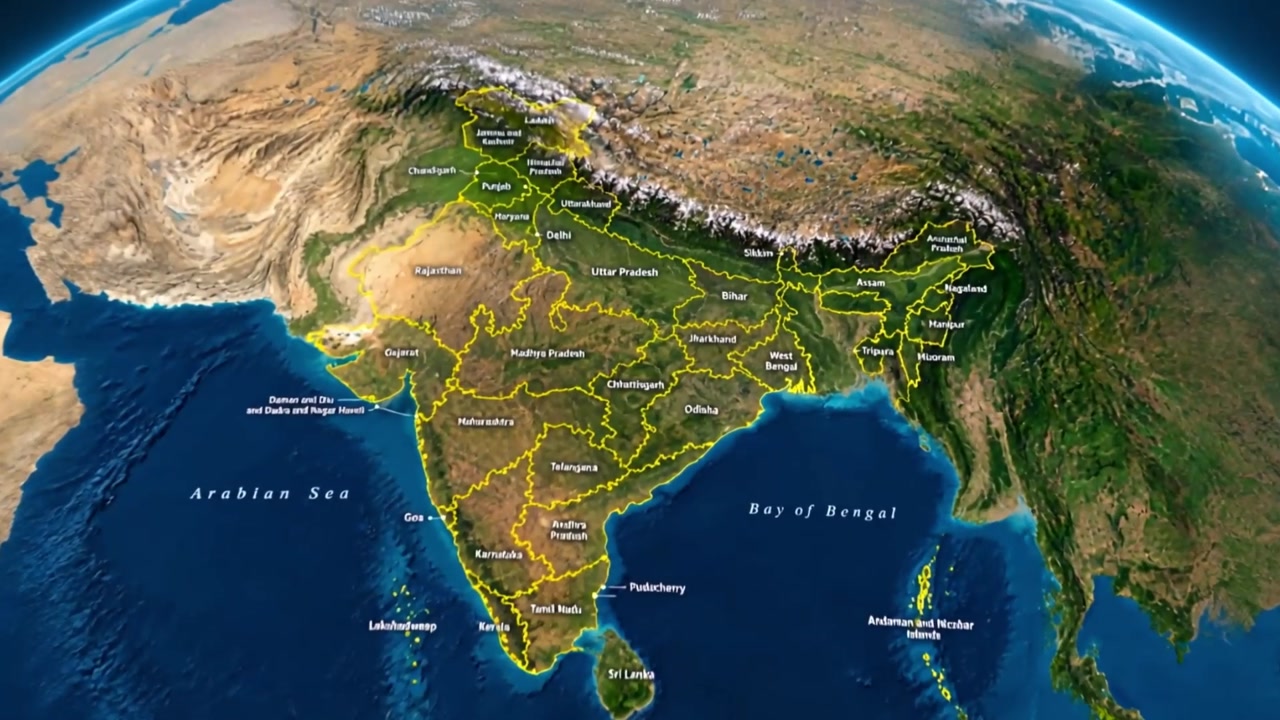 Ladakh
Jammu and
Kashmir
Himachal
Pradesh
Chandigarh
Punjab
Uttarakhand
Haryana
Delhi
Sikkim
Arunachal
Pradesh
Rajasthan
Uttar Pradesh
Assam
Nagaland
Bihar
Manipur
Jharkhand
Gujarat
Madhya Pradesh
West
Bengal
Tripura
Mizoram
Chhattisgarh
Daman and Diu
and Dadra and Nagar Haveli
Odisha
Maharashtra
Telangana
Arabian Sea
Bay of Bengal
Goa
Andhra
Pradesh
Karnataka
Puducherry
Tamil Nadu
Lakshadweep
Kerala
Andaman and Nicobar
Islands
Sri Lanka